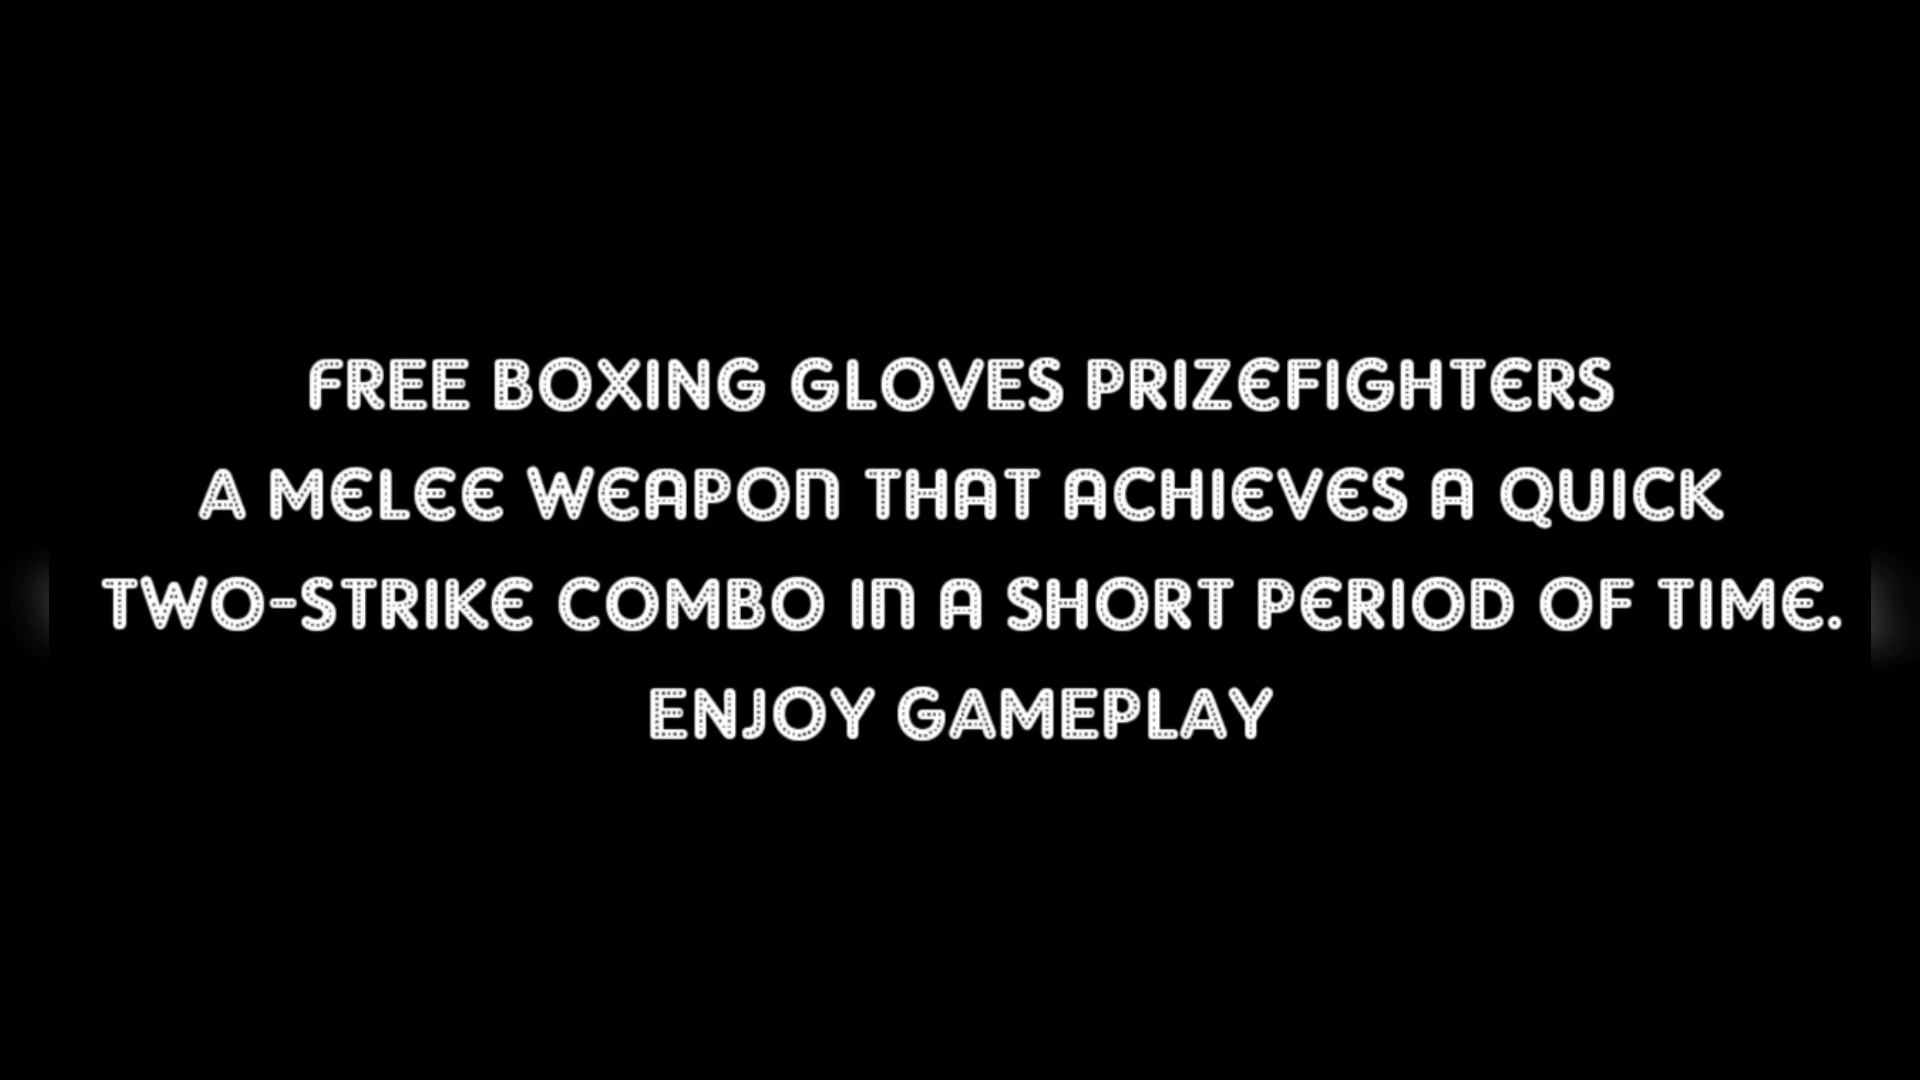 FREE BOXING GLOVES PRIZEFIGHTERS
A MELEE WEAPON THAT ACHIEVES A QUICK
TWO-STRIKE COMBO IN A SHORT PERIOD OF TIME.
ENJOY GAMEPLAY